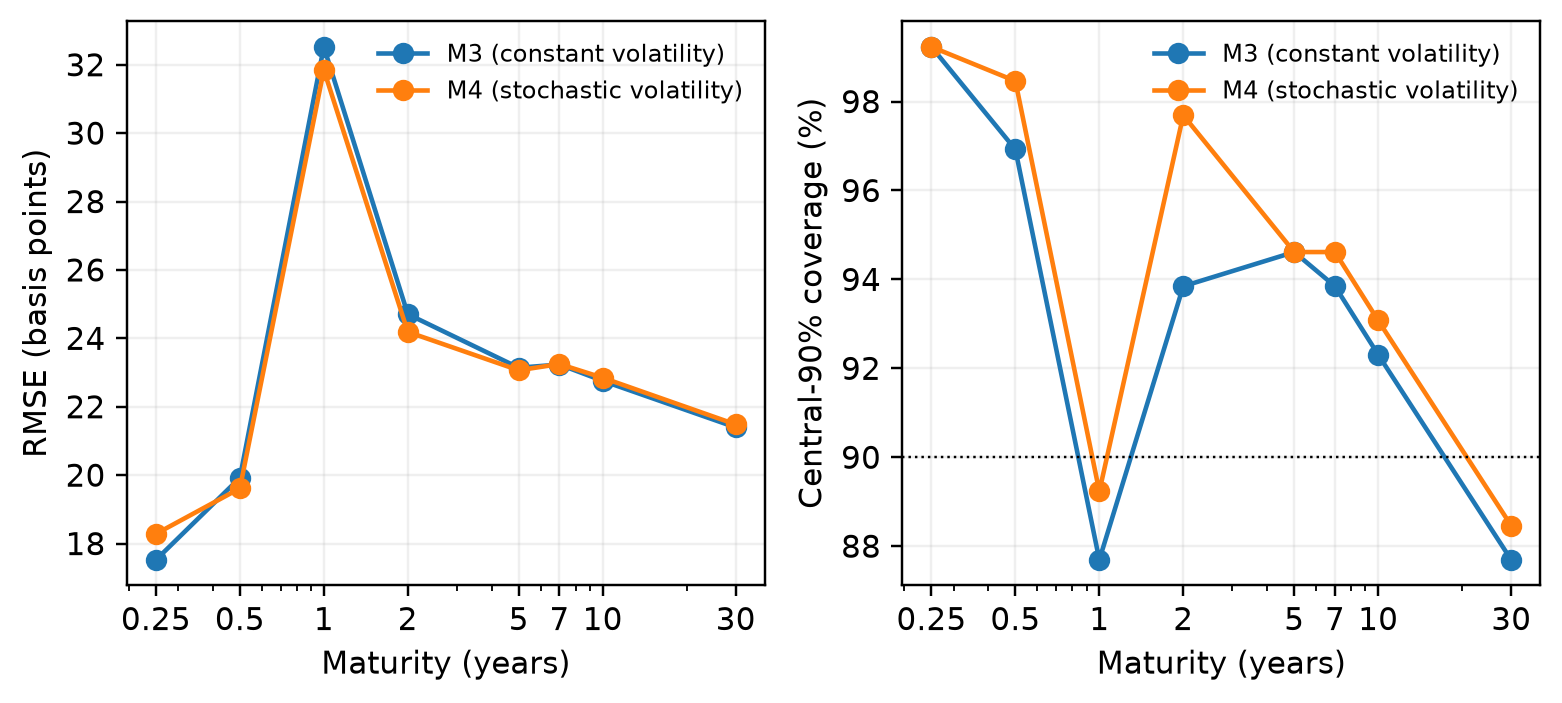 RMSE (basis points)
32
30
28
26
24
22
20
18
M3 (constant volatility)
M4 (stochastic volatility)
0.25 0.5 1 2 5 7 10 30
Maturity (years)
Central-90% coverage (%)
98
96
94
92
90
88
M3 (constant volatility)
M4 (stochastic volatility)
0.25 0.5 1 2 5 7 10 30
Maturity (years)